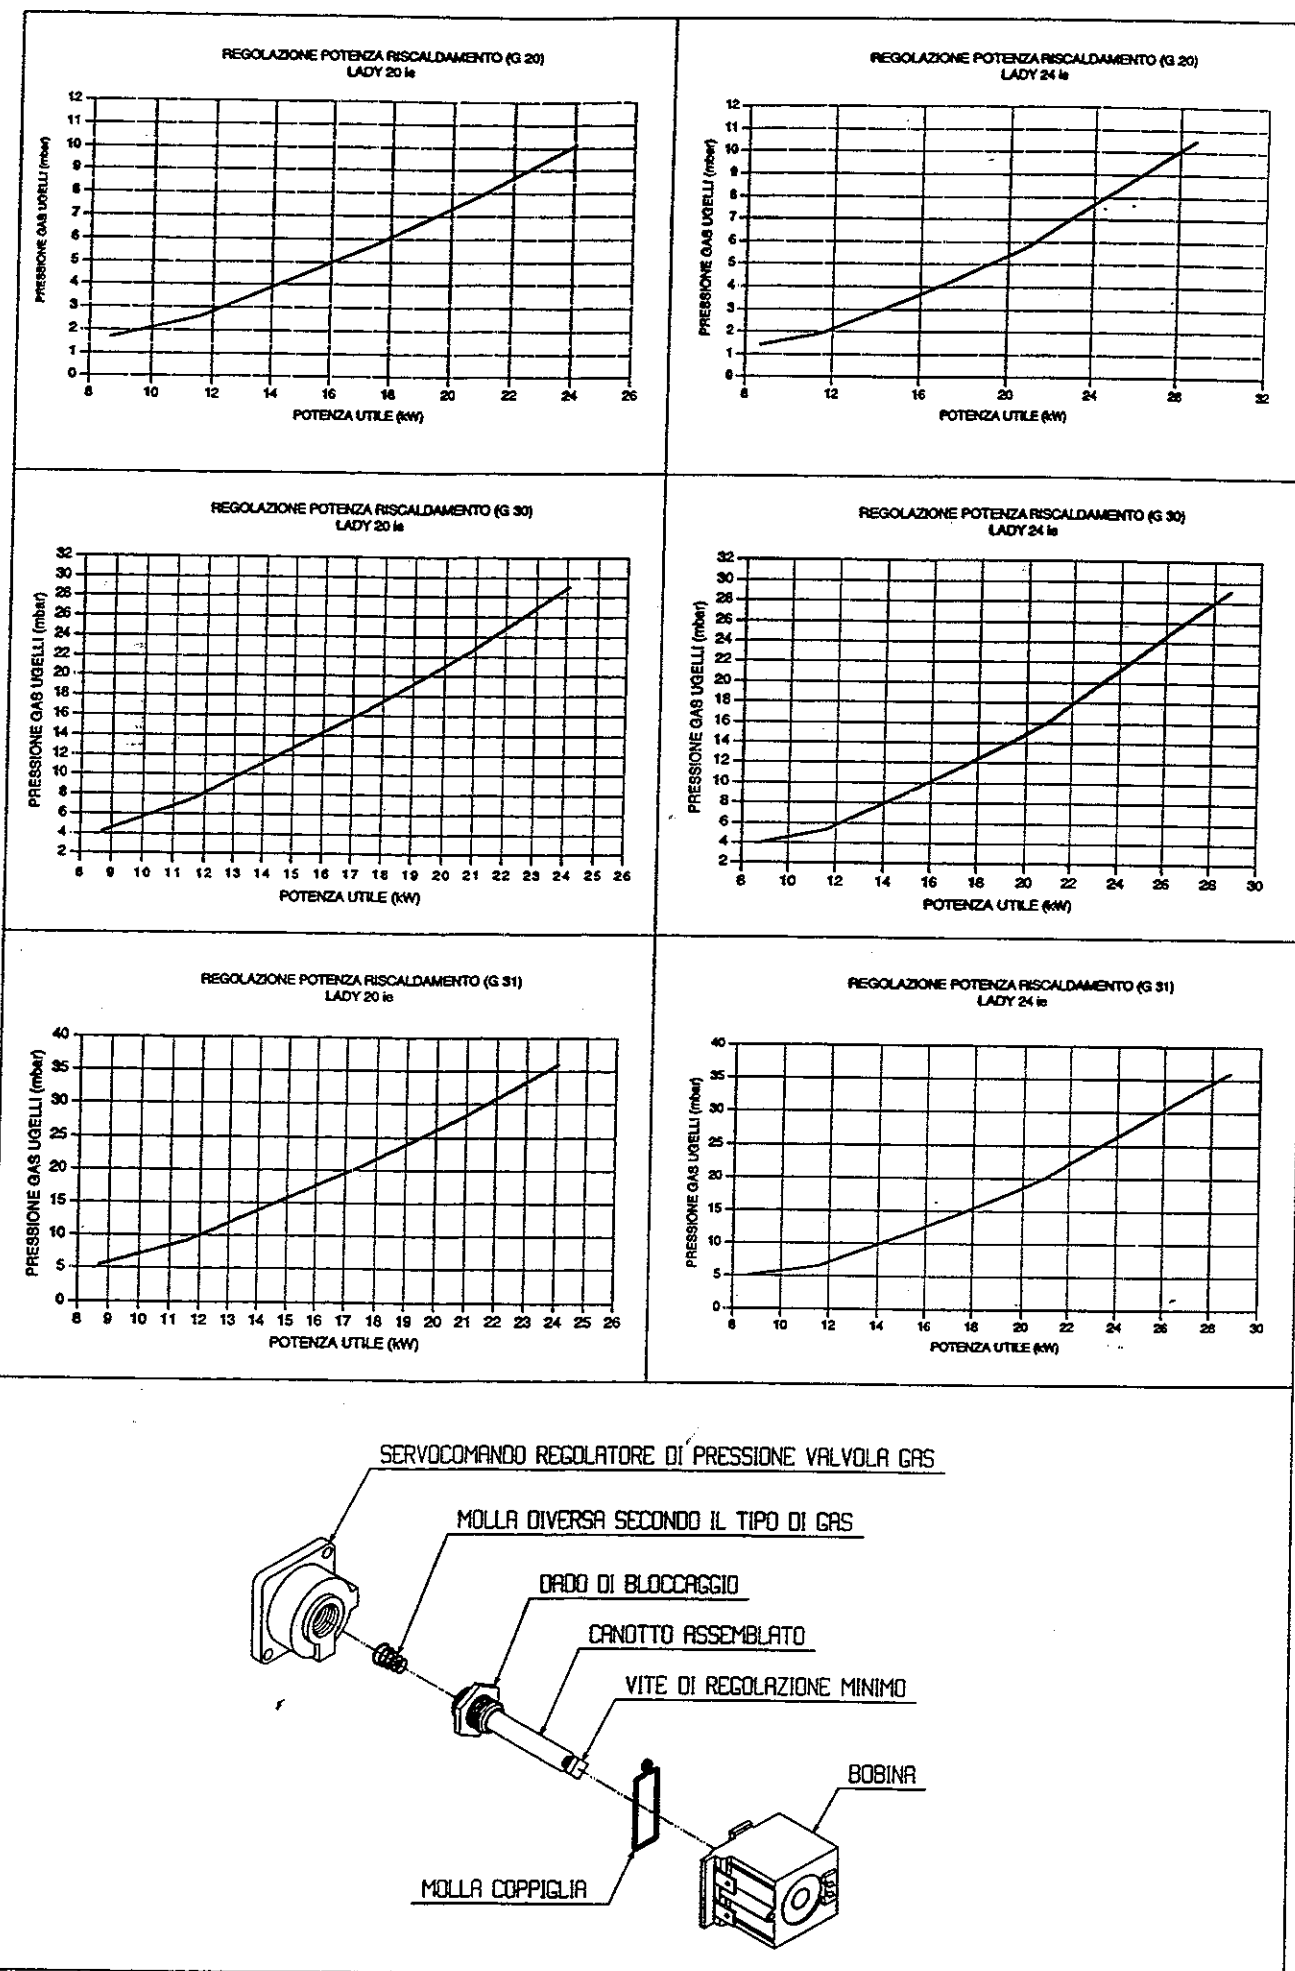 REGOLAZIONE POTENZA RISCALDAMENTO (G 20)
LADY 20 ie
PRESSIONE GAS UGELLI (mbar)
12
11
10
9
8
7
6
5
4
3
2
1
0
8 10 12 14 16 18 20 22 24 26
POTENZA UTILE (kW)
REGOLAZIONE POTENZA RISCALDAMENTO (G 20)
LADY 24 ie
PRESSIONE GAS UGELLI (mbar)
12
11
10
9
8
7
6
5
4
3
2
1
0
8 12 16 20 24 28 32
POTENZA UTILE (kW)
REGOLAZIONE POTENZA RISCALDAMENTO (G 30)
LADY 20 ie
PRESSIONE GAS UGELLI (mbar)
32
30
28
26
24
22
20
18
16
14
12
10
8
6
4
2
8 9 10 11 12 13 14 15 16 17 18 19 20 21 22 23 24 25 26
POTENZA UTILE (kW)
REGOLAZIONE POTENZA RISCALDAMENTO (G 30)
LADY 24 ie
PRESSIONE GAS UGELLI (mbar)
32
30
28
26
24
22
20
18
16
14
12
10
8
6
4
2
8 10 12 14 16 18 20 22 24 26 28 30
POTENZA UTILE (kW)
REGOLAZIONE POTENZA RISCALDAMENTO (G 31)
LADY 20 ie
PRESSIONE GAS UGELLI (mbar)
40
35
30
25
20
15
10
5
0
8 9 10 11 12 13 14 15 16 17 18 19 20 21 22 23 24 25 26
POTENZA UTILE (kW)
REGOLAZIONE POTENZA RISCALDAMENTO (G 31)
LADY 24 ie
PRESSIONE GAS UGELLI (mbar)
40
35
30
25
20
15
10
5
0
8 10 12 14 16 18 20 22 24 26 28 30
POTENZA UTILE (kW)
SERVOCOMANDO REGOLATORE DI PRESSIONE VALVOLA GAS
MOLLA DIVERSA SECONDO IL TIPO DI GAS
DADO DI BLOCCAGGIO
CANOTTO ASSEMBLATO
VITE DI REGOLAZIONE MINIMO
BOBINA
MOLLA COPPIGLIA